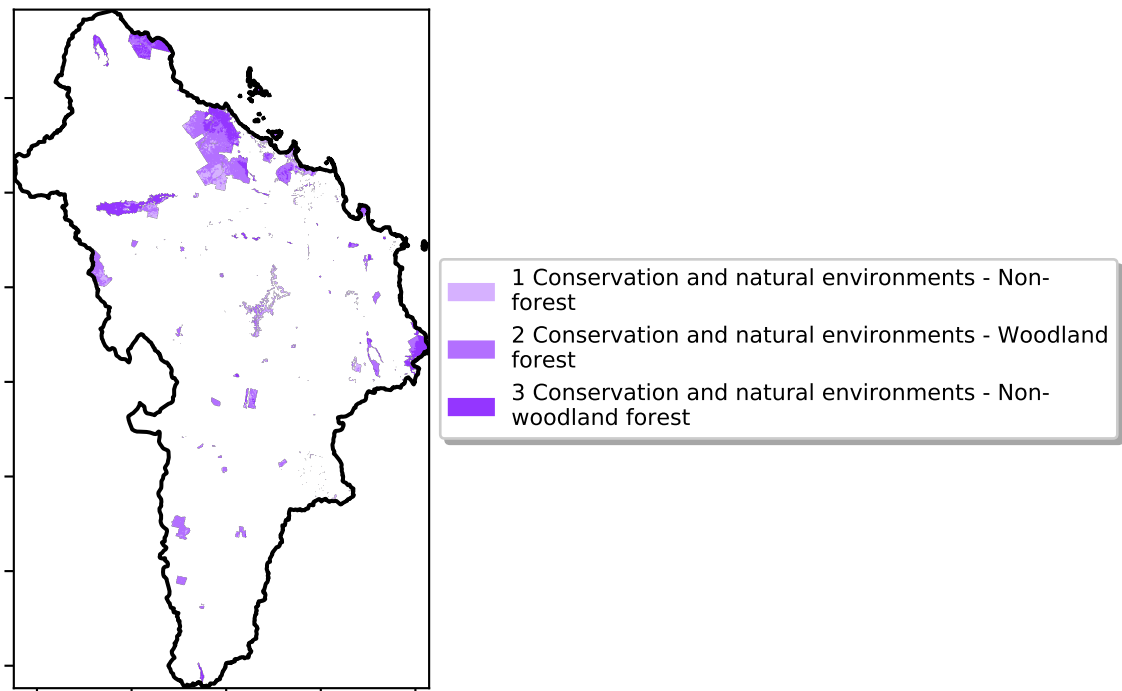 1 Conservation and natural environments - Non-
forest
2 Conservation and natural environments - Woodland
forest
3 Conservation and natural environments - Non-
woodland forest